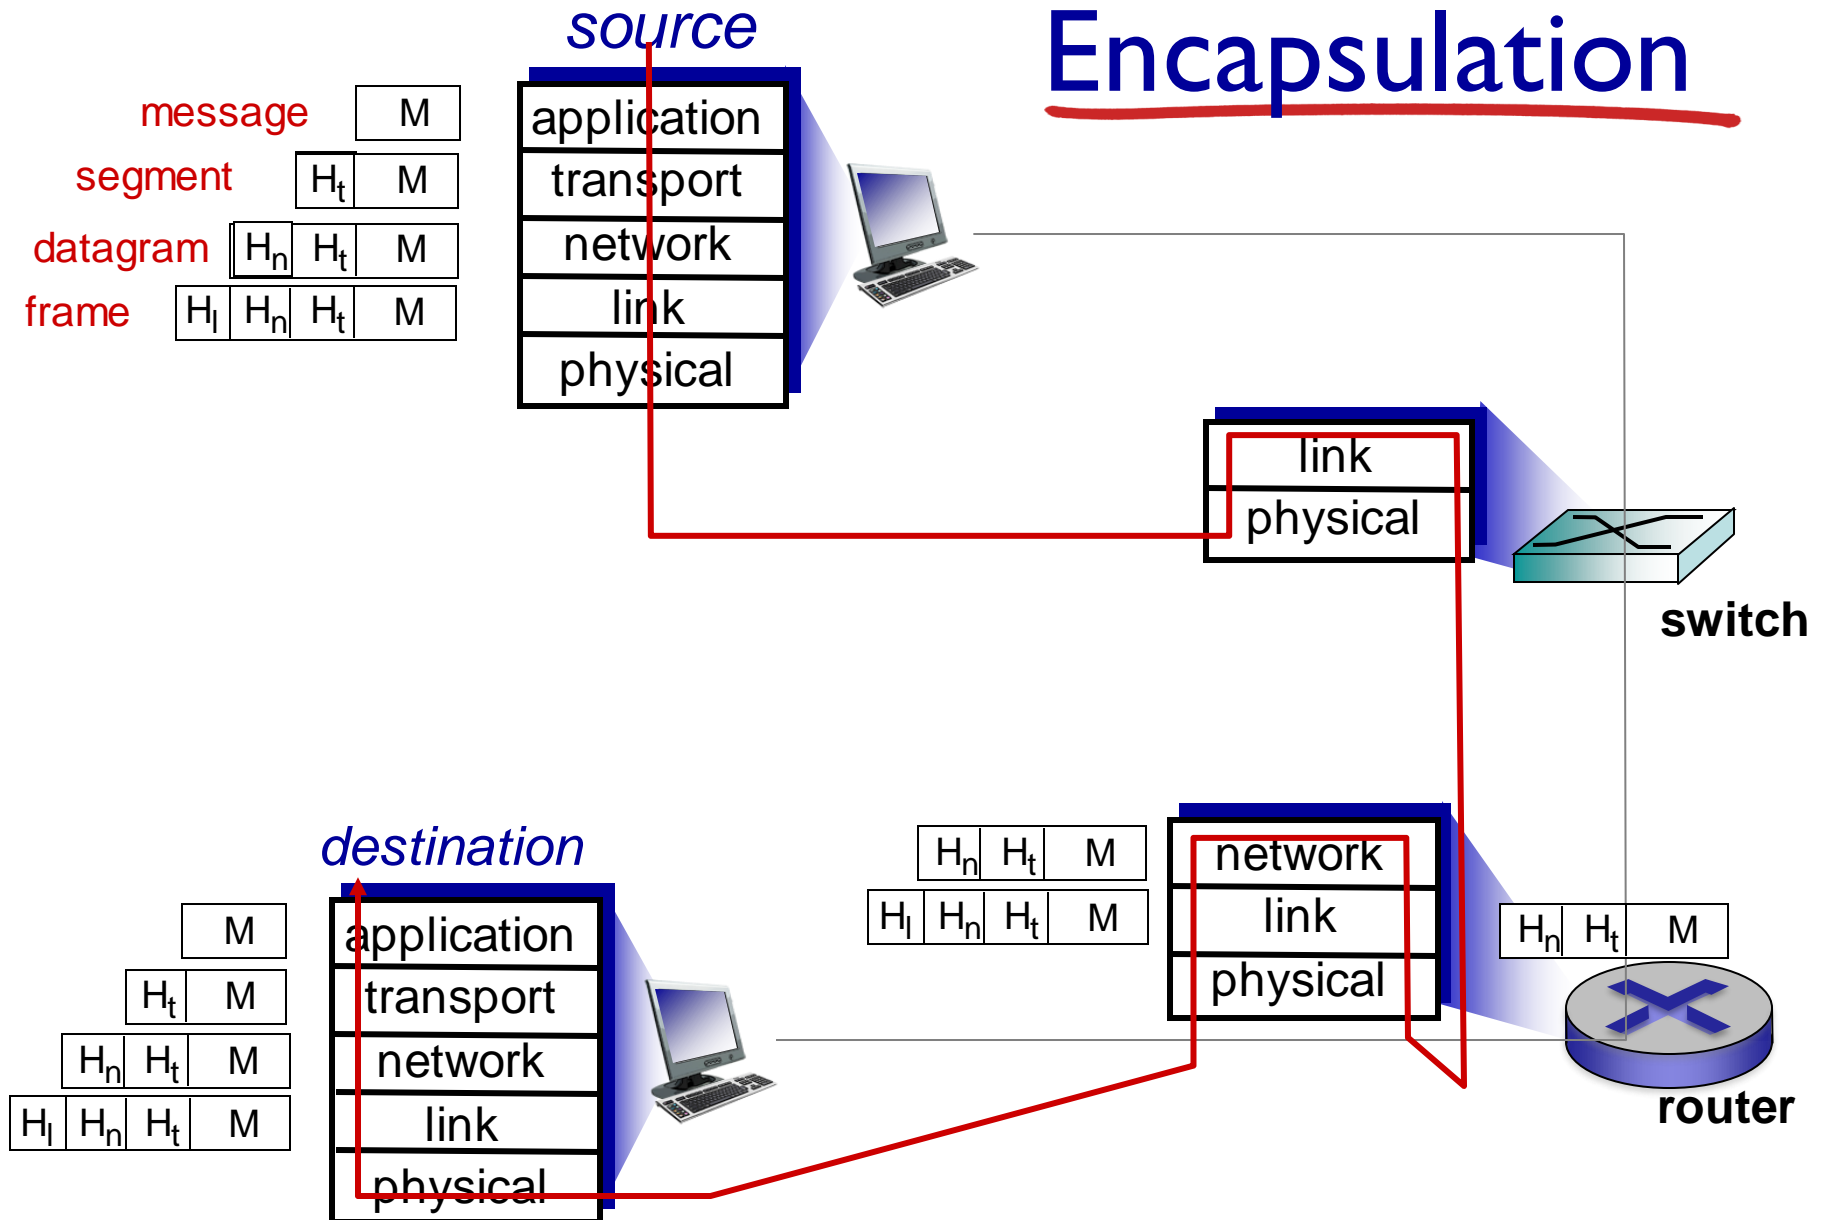 source
Encapsulation
message M
segment Ht M
datagram Hn Ht M
frame Hl Hn Ht M
application
transport
network
link
physical
link
physical
switch
destination
M
Ht M
Hn Ht M
Hl Hn Ht M
application
transport
network
link
physical
Hn Ht M
Hl Hn Ht M
network
link
physical
Hn Ht M
router